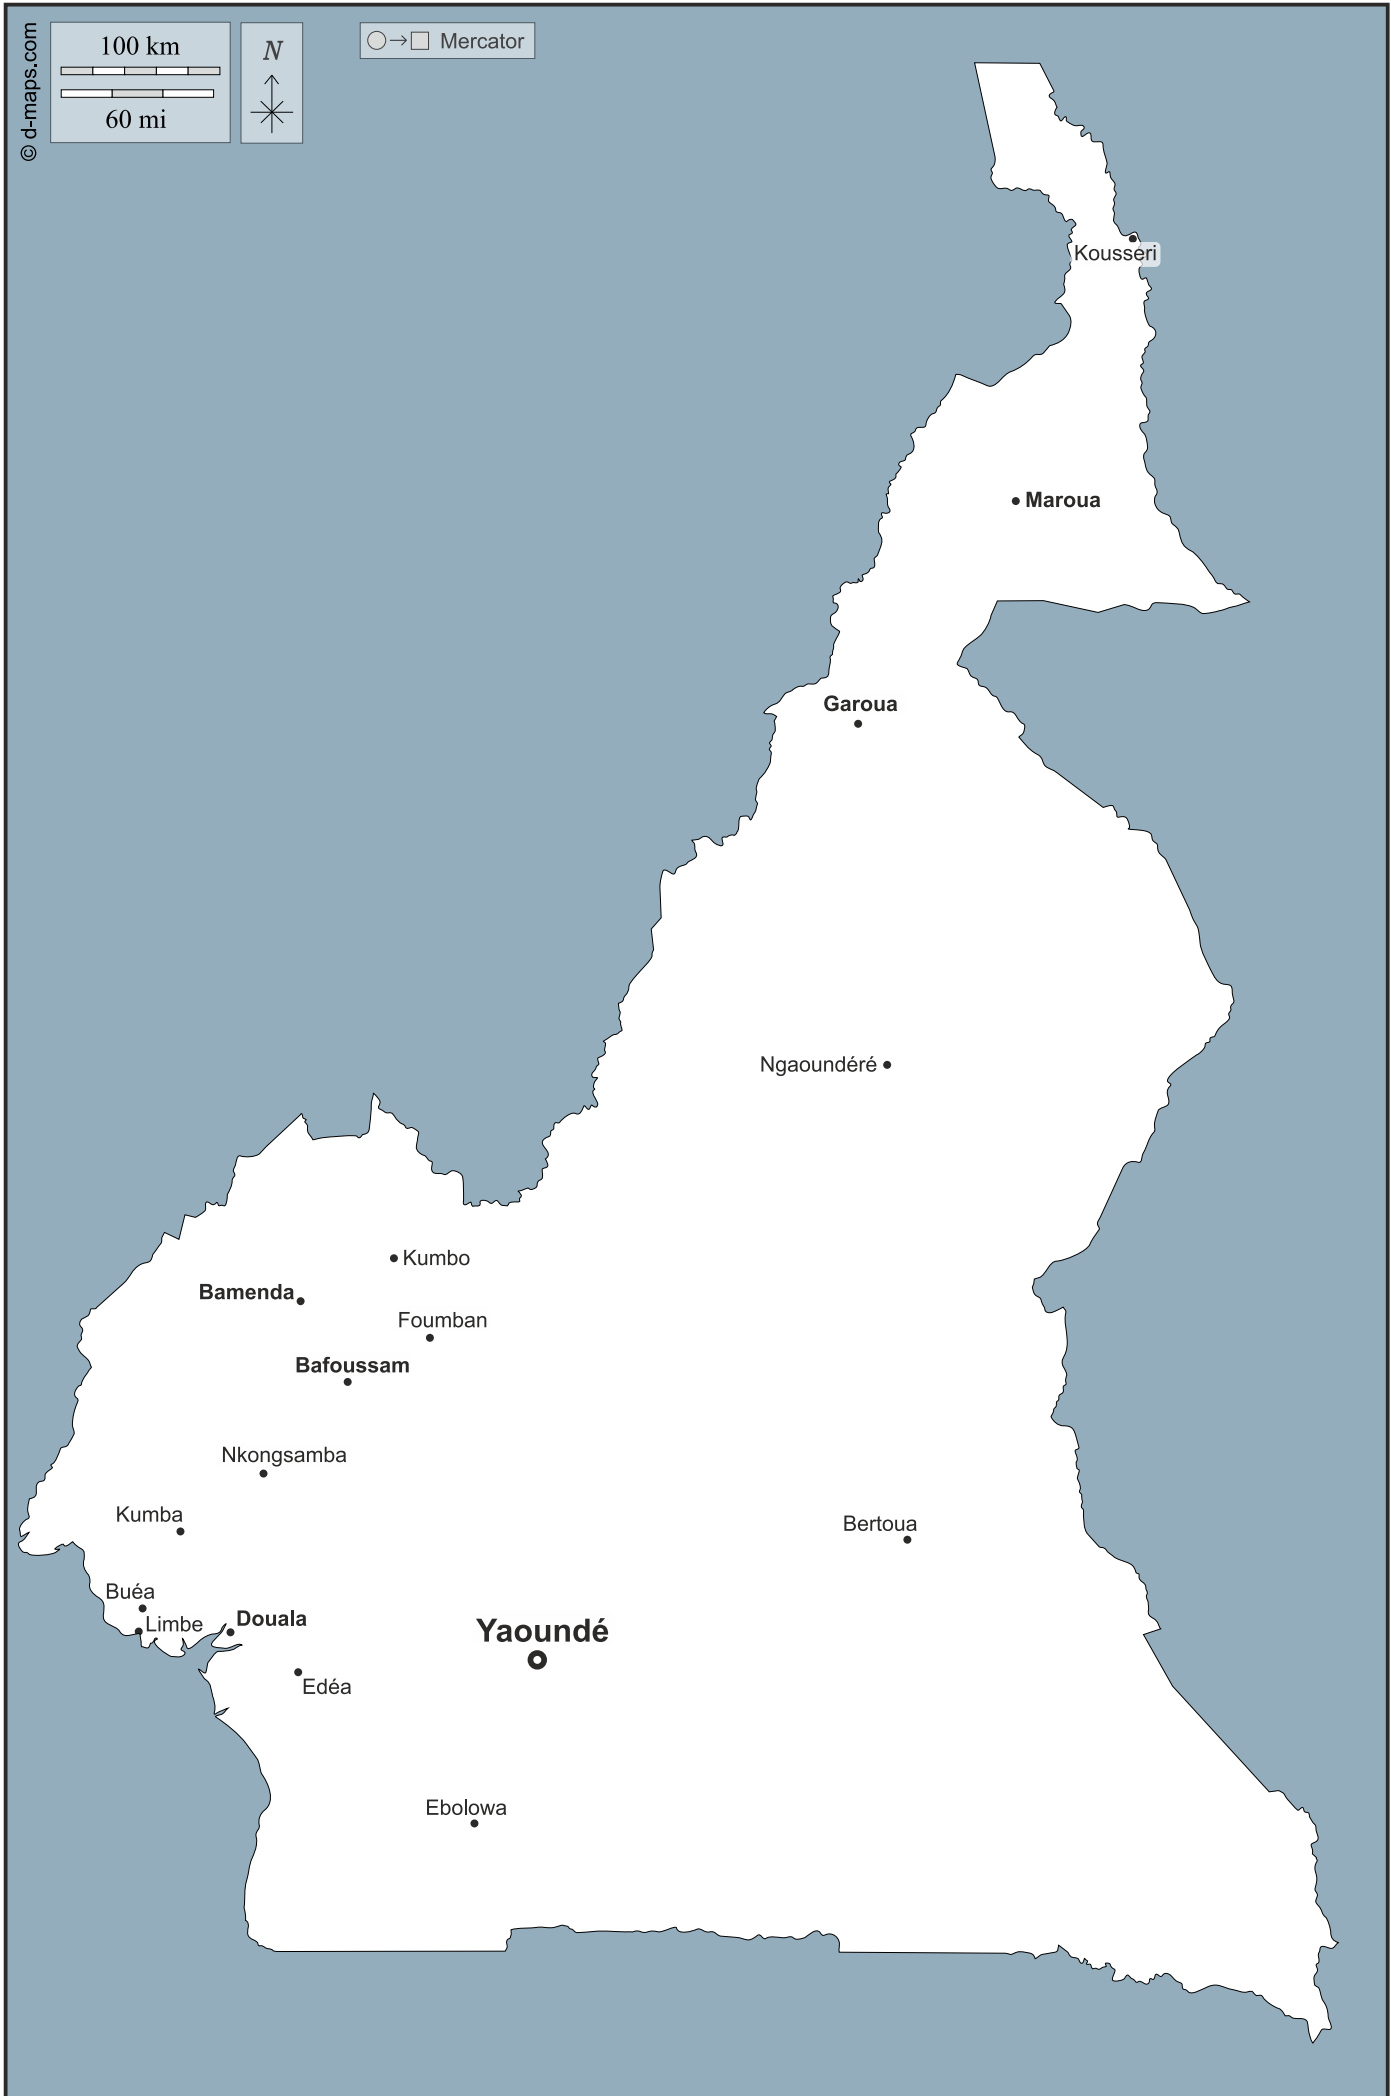 © d-maps.com
100 km
60 mi
N
Mercator
Kousseri
Maroua
Garoua
Ngaoundéré
Kumbo
Bamenda
Foumban
Bafoussam
Nkongsamba
Kumba
Bertoua
Buéa
Limbe
Douala
Yaoundé
Edéa
Ebolowa